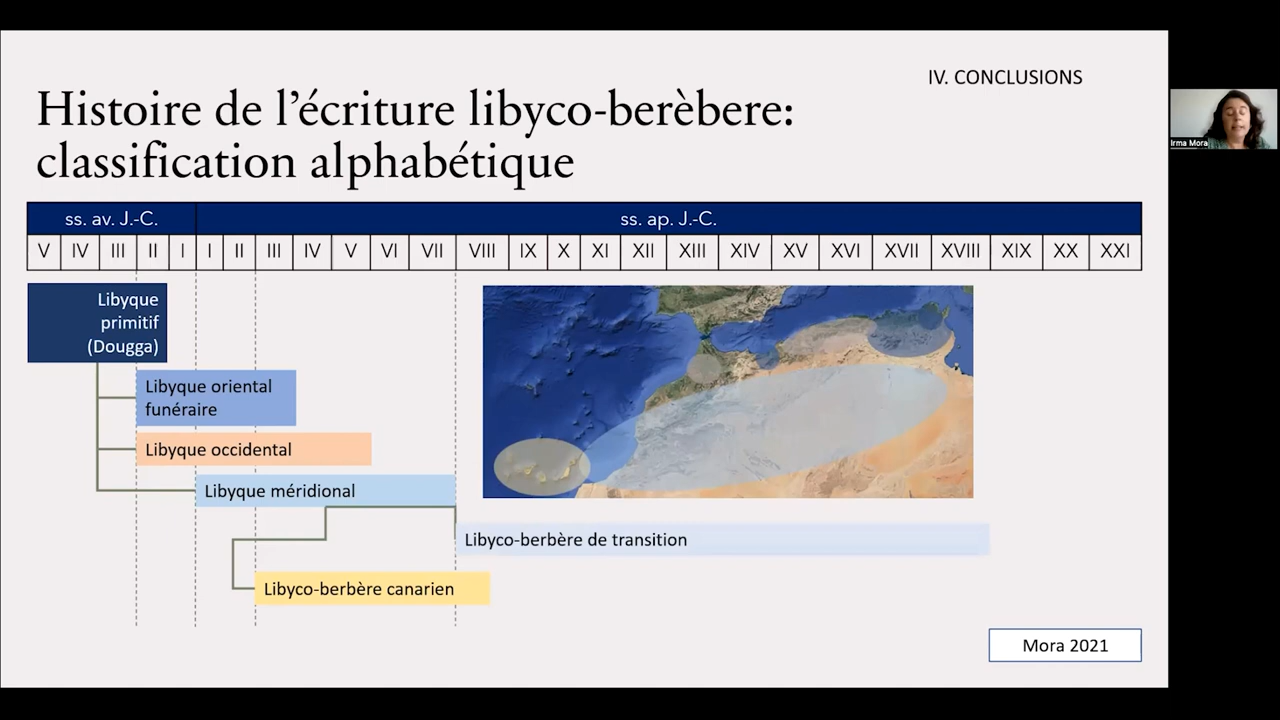 IV. CONCLUSIONS
Histoire de l’écriture libyco-berèbere:
classification alphabétique
ss. av. J.-C. ss. ap. J.-C.
V IV III II I I II III IV V VI VII VIII IX X XI XII XIII XIV XV XVI XVII XVIII XIX XX XXI
Libyque
primitif
(Dougga)
Libyque oriental
funéraire
Libyque occidental
Libyque méridional
Libyco-berbère de transition
Libyco-berbère canarien
Mora 2021
Irma Mora